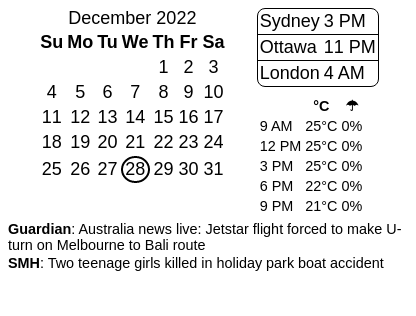 December 2022
Su Mo Tu We Th Fr Sa
1 2 3
4 5 6 7 8 9 10
11 12 13 14 15 16 17
18 19 20 21 22 23 24
25 26 27 28 29 30 31
Sydney 3 PM
Ottawa 11 PM
London 4 AM
°C ☂
9 AM 25°C 0%
12 PM 25°C 0%
3 PM 25°C 0%
6 PM 22°C 0%
9 PM 21°C 0%
Guardian: Australia news live: Jetstar flight forced to make U-
turn on Melbourne to Bali route
SMH: Two teenage girls killed in holiday park boat accident